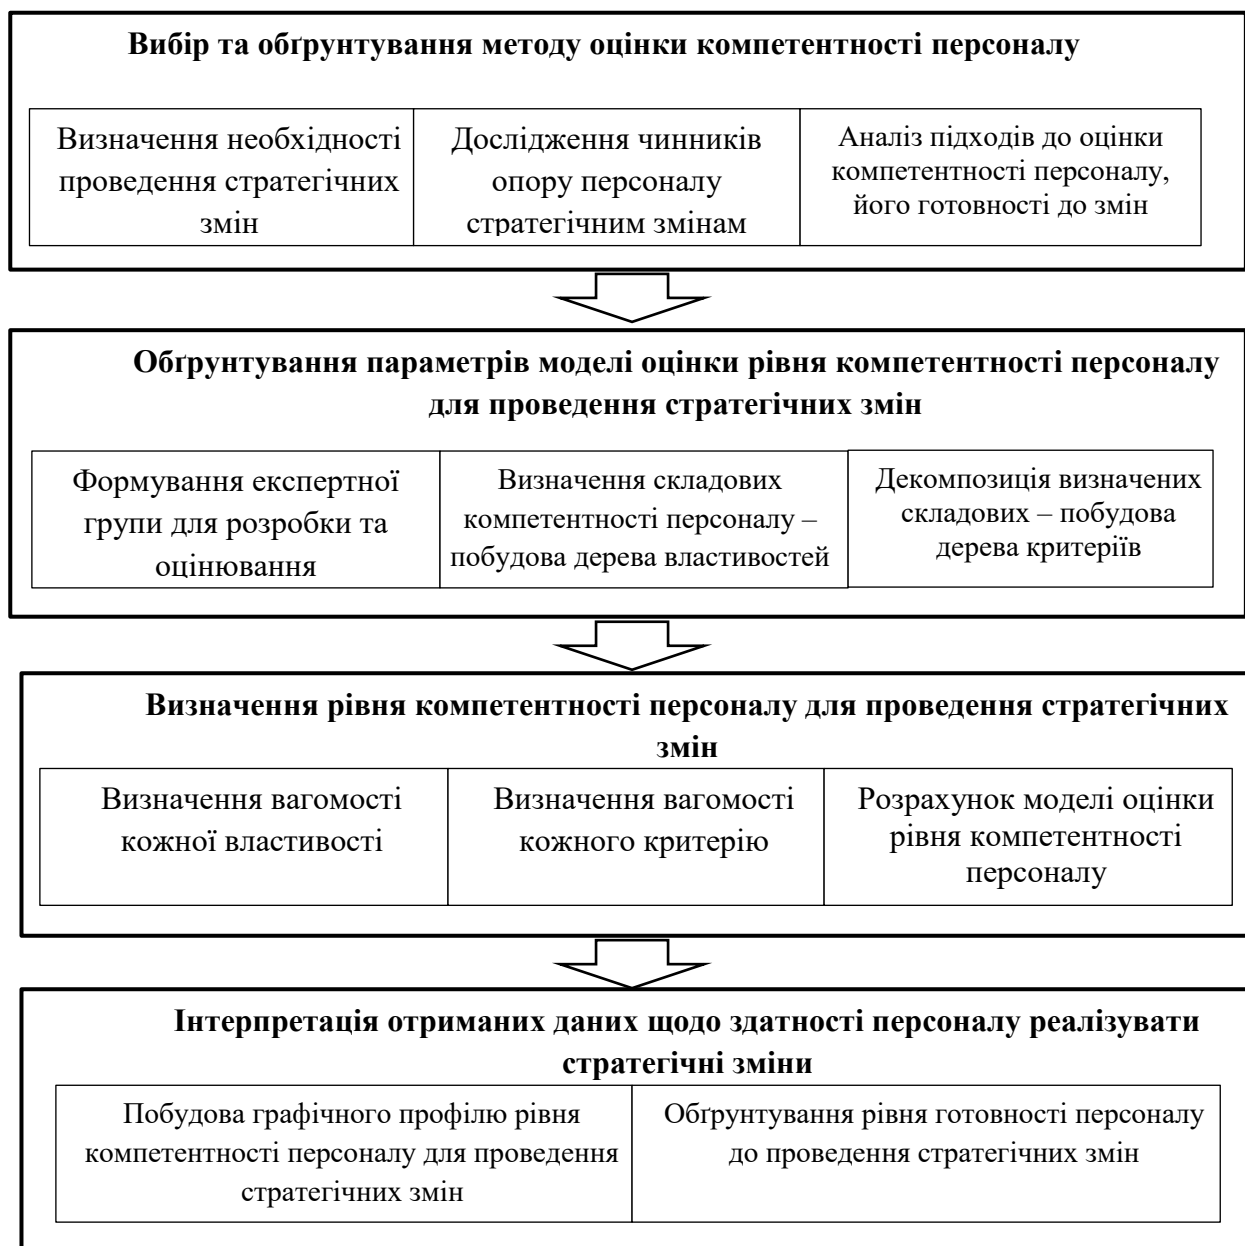 Вибір та обґрунтування методу оцінки компетентності персоналу
Визначення необхідності
проведення стратегічних
змін
Дослідження чинників
опору персоналу
стратегічним змінам
Аналіз підходів до оцінки
компетентності персоналу,
його готовності до змін
Обґрунтування параметрів моделі оцінки рівня компетентності персоналу
для проведення стратегічних змін
Формування експертної
групи для розробки та
оцінювання
Визначення складових
компетентності персоналу –
побудова дерева властивостей
Декомпозиція визначених
складових – побудова
дерева критеріїв
Визначення рівня компетентності персоналу для проведення стратегічних
змін
Визначення вагомості
кожної властивості
Визначення вагомості
кожного критерію
Розрахунок моделі оцінки
рівня компетентності
персоналу
Інтерпретація отриманих даних щодо здатності персоналу реалізувати
стратегічні зміни
Побудова графічного профілю рівня
компетентності персоналу для проведення
стратегічних змін
Обґрунтування рівня готовності персоналу
до проведення стратегічних змін